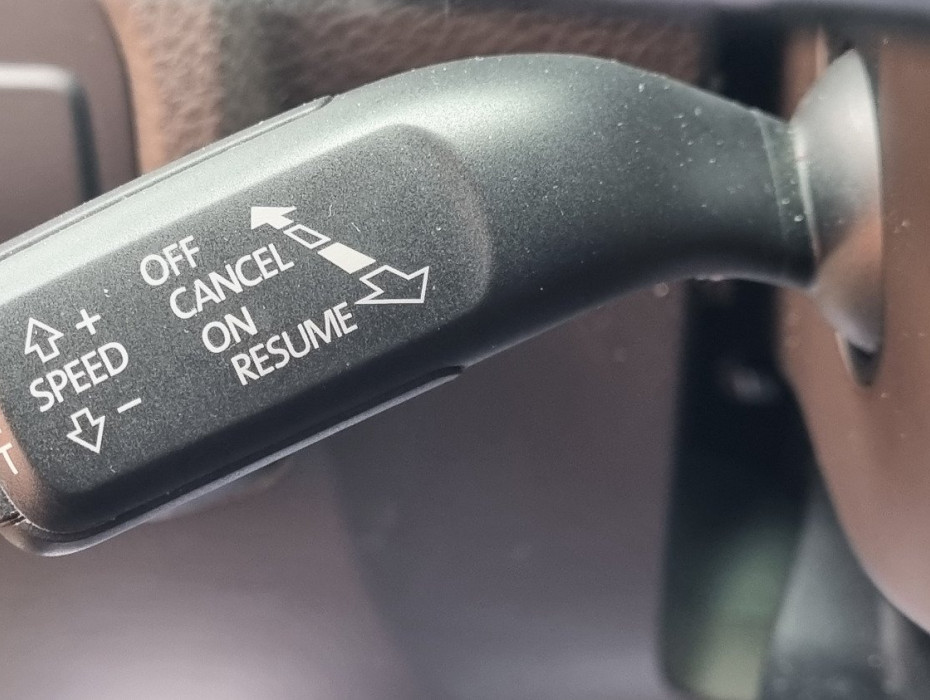 OFF
CANCEL
ON
RESUME
+
SPEED
−